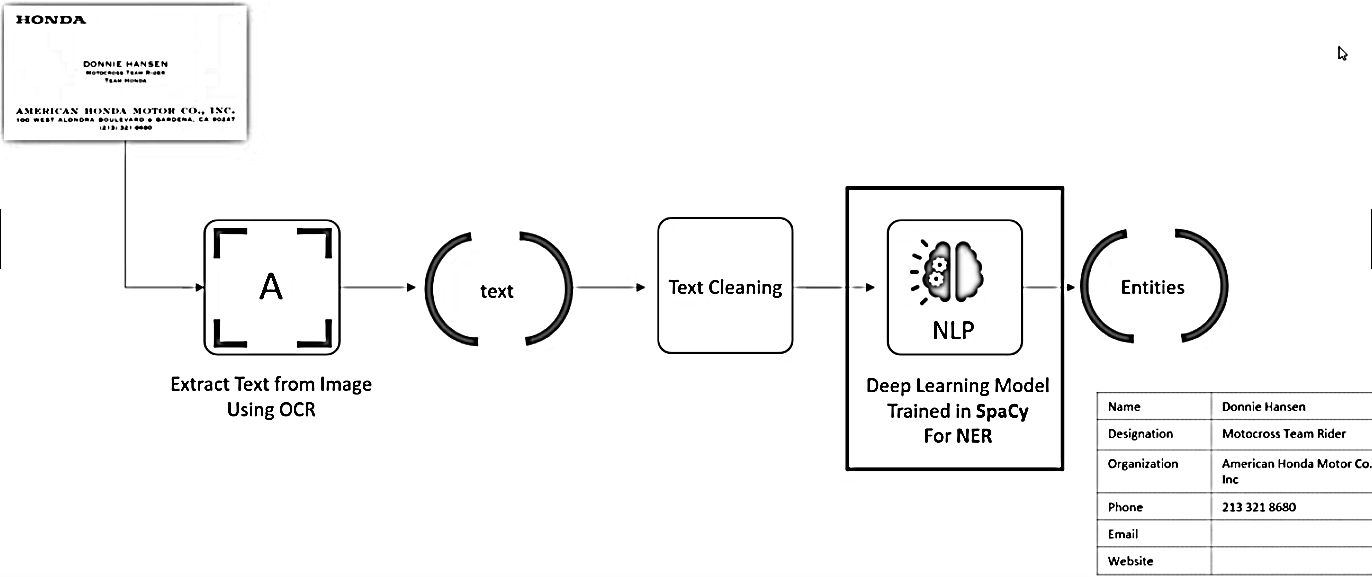 HONDA
DONNIE HANSEN
MOTOCROSS TEAM RIDER
TEAM HONDA
AMERICAN HONDA MOTOR CO., INC.
100 WEST ALONDRA BOULEVARD & GARDENA, CA 90247
(213) 321-8680
A
text
Text Cleaning
NLP
Entities
Extract Text from Image
Using OCR
Deep Learning Model
Trained in SpaCy
For NER
Name Donnie Hansen
Designation Motocross Team Rider
Organization American Honda Motor Co.
Inc
Phone 213 321 8680
Email
Website